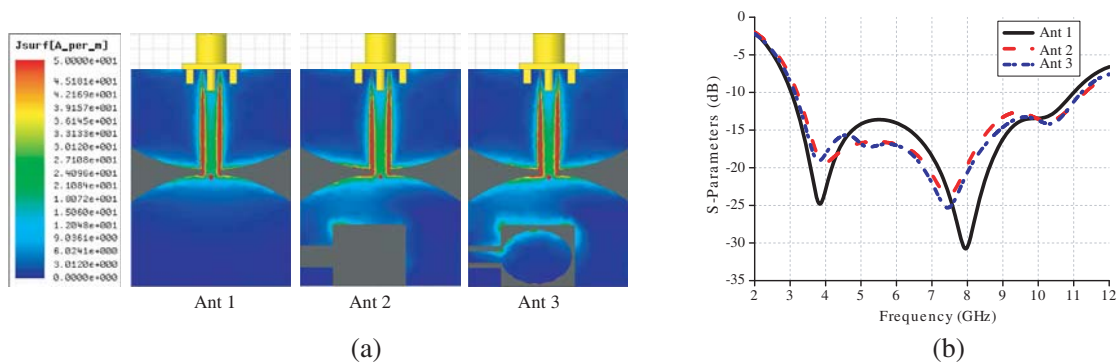 Jsurf[A_per_m]
5.0000e+001
4.5181e+001
4.2169e+001
3.9157e+001
3.6145e+001
3.3133e+001
3.0120e+001
2.7108e+001
2.4096e+001
2.1084e+001
1.8072e+001
1.5060e+001
1.2048e+001
9.0361e+000
6.0241e+000
3.0120e+000
0.0000e+000
Ant 1
Ant 2
Ant 3
(a)
S-Parameters (dB)
0
-5
-10
-15
-20
-25
-30
-35
Ant 1
Ant 2
Ant 3
2 3 4 5 6 7 8 9 10 11 12
Frequency (GHz)
(b)